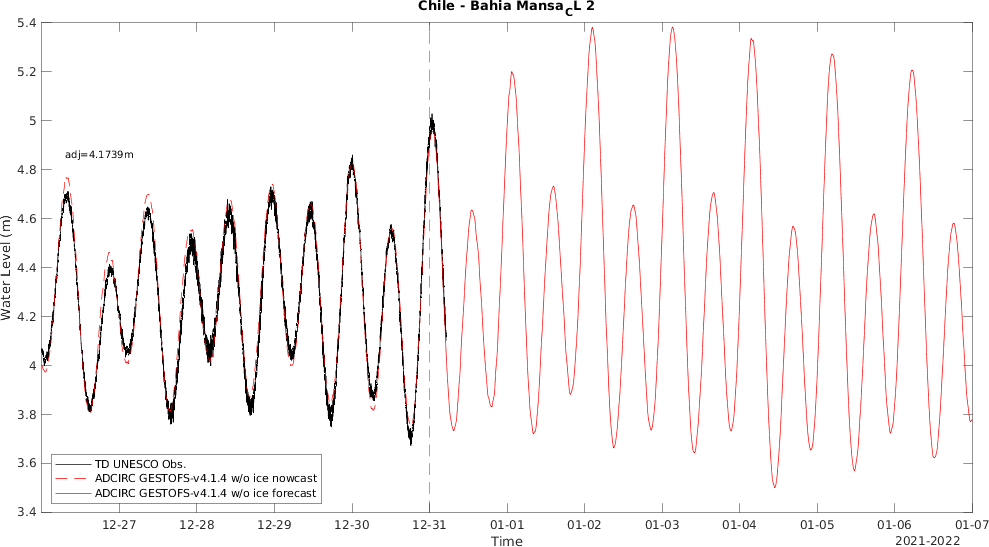 Chile - Bahia Mansa_CL 2
5.4
5.2
5
4.8
4.6
4.4
4.2
4
3.8
3.6
3.4
Water Level (m)
adj=4.1739m
TD UNESCO Obs.
ADCIRC GESTOFS-v4.1.4 w/o ice nowcast
ADCIRC GESTOFS-v4.1.4 w/o ice forecast
12-27 12-28 12-29 12-30 12-31 01-01 01-02 01-03 01-04 01-05 01-06 01-07
Time
2021-2022